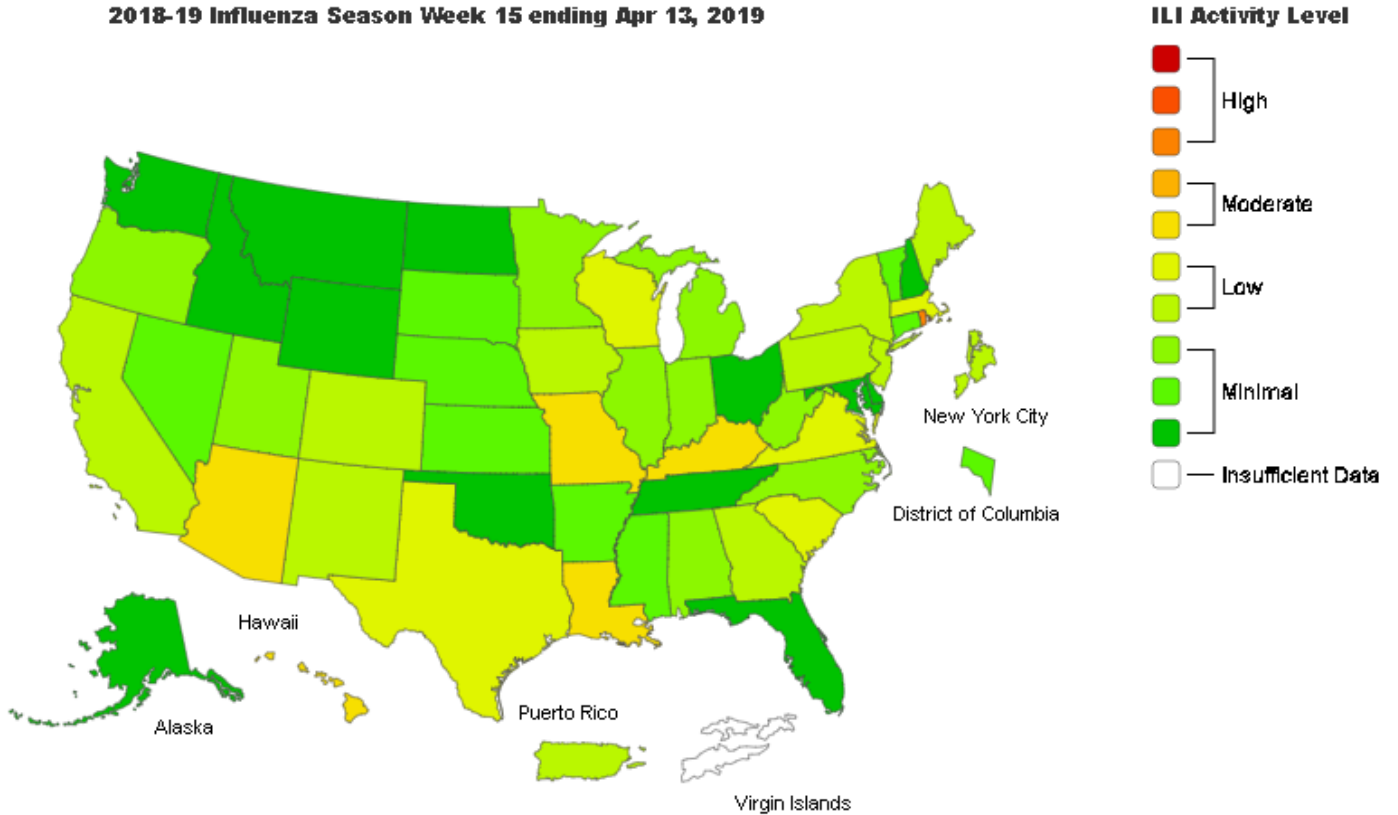 2018-19 Influenza Season Week 15 ending Apr 13, 2019
ILI Activity Level
High
Moderate
Low
Minimal
Insufficient Data
New York City
District of Columbia
Hawaii
Alaska
Puerto Rico
Virgin Islands